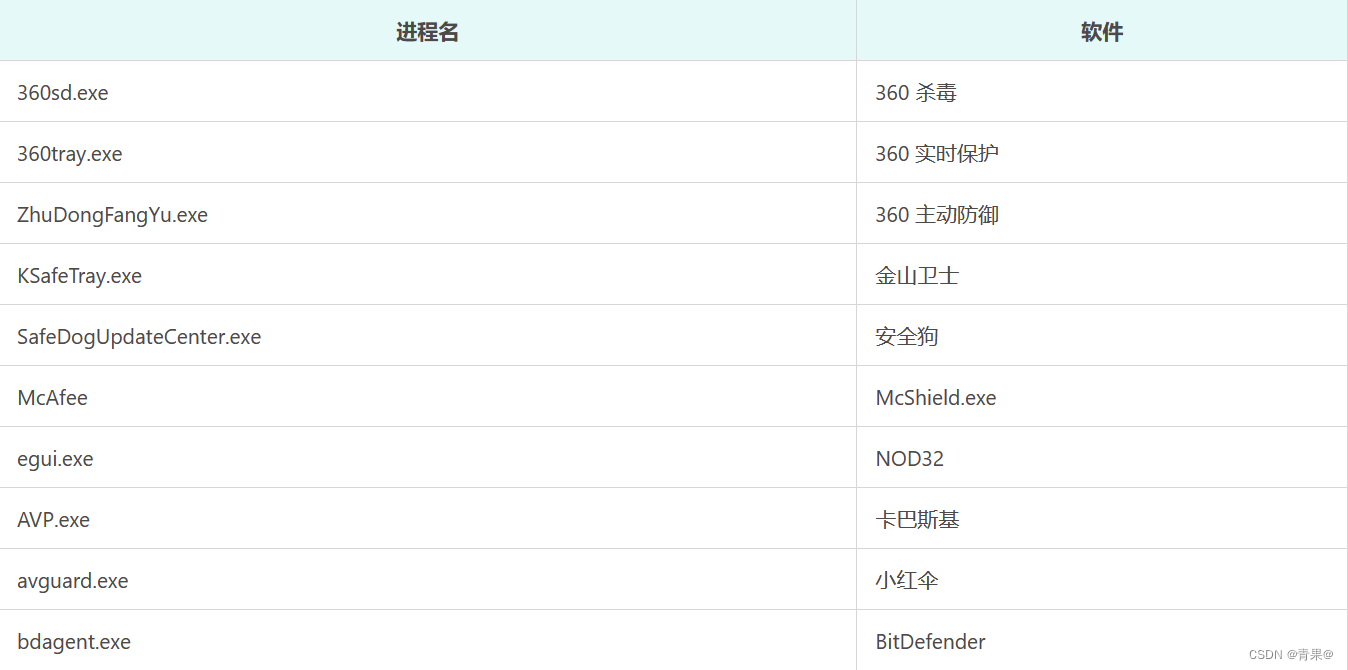 进程名 软件
360sd.exe 360 杀毒
360tray.exe 360 实时保护
ZhuDongFangYu.exe 360 主动防御
KSafeTray.exe 金山卫士
SafeDogUpdateCenter.exe 安全狗
McAfee McShield.exe
egui.exe NOD32
AVP.exe 卡巴斯基
avguard.exe 小红伞
bdagent.exe BitDefender
CSDN @青果@